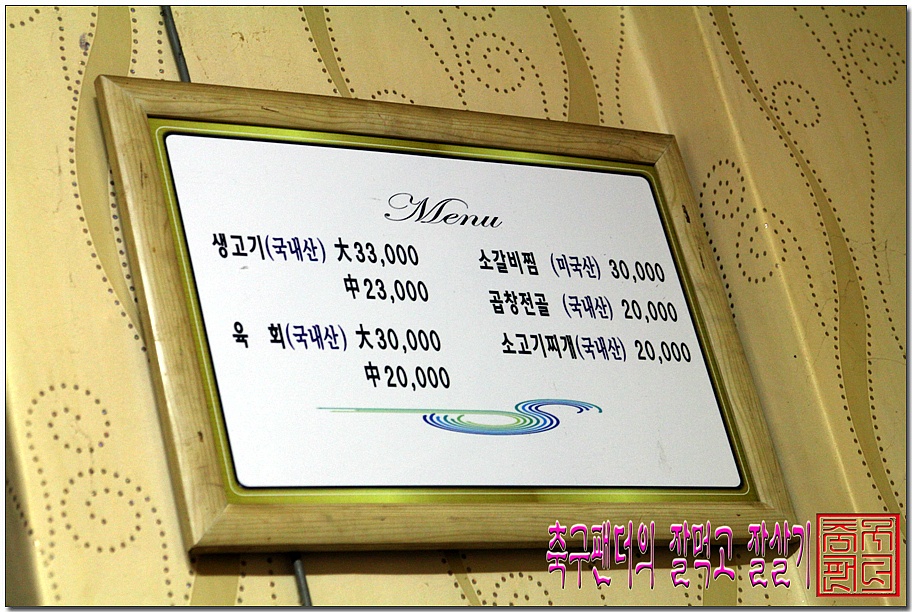 Menu
생고기(국내산) 大33,000
中23,000
육 회(국내산) 大30,000
中20,000
소갈비찜 (미국산) 30,000
곱창전골 (국내산) 20,000
소고기찌개(국내산) 20,000
축구팬더의 잘먹고 잘살기